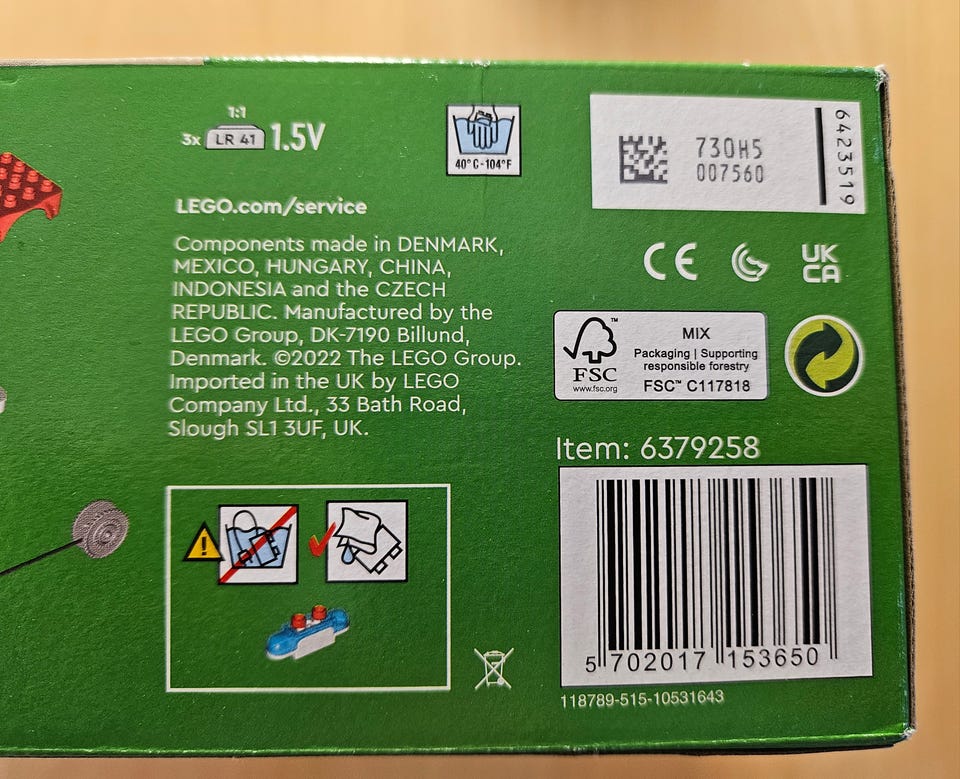 1:1
3x LR 41 1.5V
40°C-104°F
730H5
007560
6423519
LEGO.com/service
Components made in DENMARK,
MEXICO, HUNGARY, CHINA,
INDONESIA and the CZECH
REPUBLIC. Manufactured by the
LEGO Group, DK-7190 Billund,
Denmark. ©2022 The LEGO Group.
Imported in the UK by LEGO
Company Ltd., 33 Bath Road,
Slough SL1 3UF, UK.
CE
UK
CA
FSC
www.fsc.org
™
MIX
Packaging | Supporting
responsible forestry
FSC™ C117818
Item: 6379258
5 702017 153650
118789-515-10531643